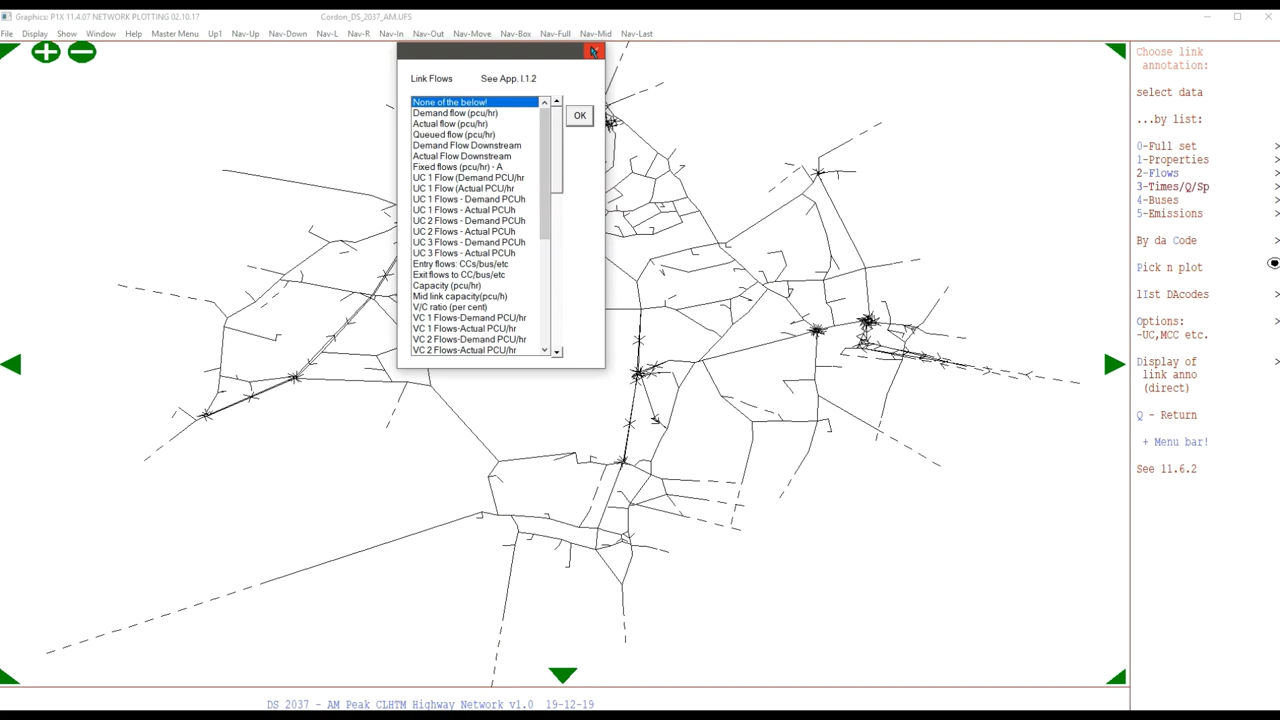 Graphics: P1X 11.4.07 NETWORK PLOTTING 02.10.17
Cordon_DS_2037_AM.UFS
File Display Show Window Help Master Menu Up1 Nav-Up Nav-Down Nav-L Nav-R Nav-In Nav-Out Nav-Move Nav-Box Nav-Full Nav-Mid Nav-Last
Link Flows See App. I.1.2
None of the below!
OK
Demand flow (pcu/hr)
Actual flow (pcu/hr)
Queued flow (pcu/hr)
Demand Flow Downstream
Actual Flow Downstream
Fixed flows (pcu/hr) - A
UC 1 Flow (Demand PCU/hr
UC 1 Flow (Actual PCU/hr
UC 1 Flows - Demand PCUh
UC 1 Flows - Actual PCUh
UC 2 Flows - Demand PCUh
UC 2 Flows - Actual PCUh
UC 3 Flows - Demand PCUh
UC 3 Flows - Actual PCUh
Entry flows: CCs/bus/etc
Exit flows to CC/bus/etc
Capacity (pcu/hr)
Mid link capacity(pcu/h)
V/C ratio (per cent)
VC 1 Flows-Demand PCU/hr
VC 1 Flows-Actual PCU/hr
VC 2 Flows-Demand PCU/hr
VC 2 Flows-Actual PCU/hr
Choose link
annotation:
select data
...by list:
0-Full set >
1-Properties >
2-Flows >
3-Times/Q/Sp >
4-Buses >
5-Emissions >
By da Code >
Pick n plot
lIst DAcodes >
Options: >
-UC,MCC etc.
Display of >
link anno
(direct)
Q - Return
+ Menu bar!
See 11.6.2
DS 2037 - AM Peak CLHTM Highway Network v1.0 19-12-19